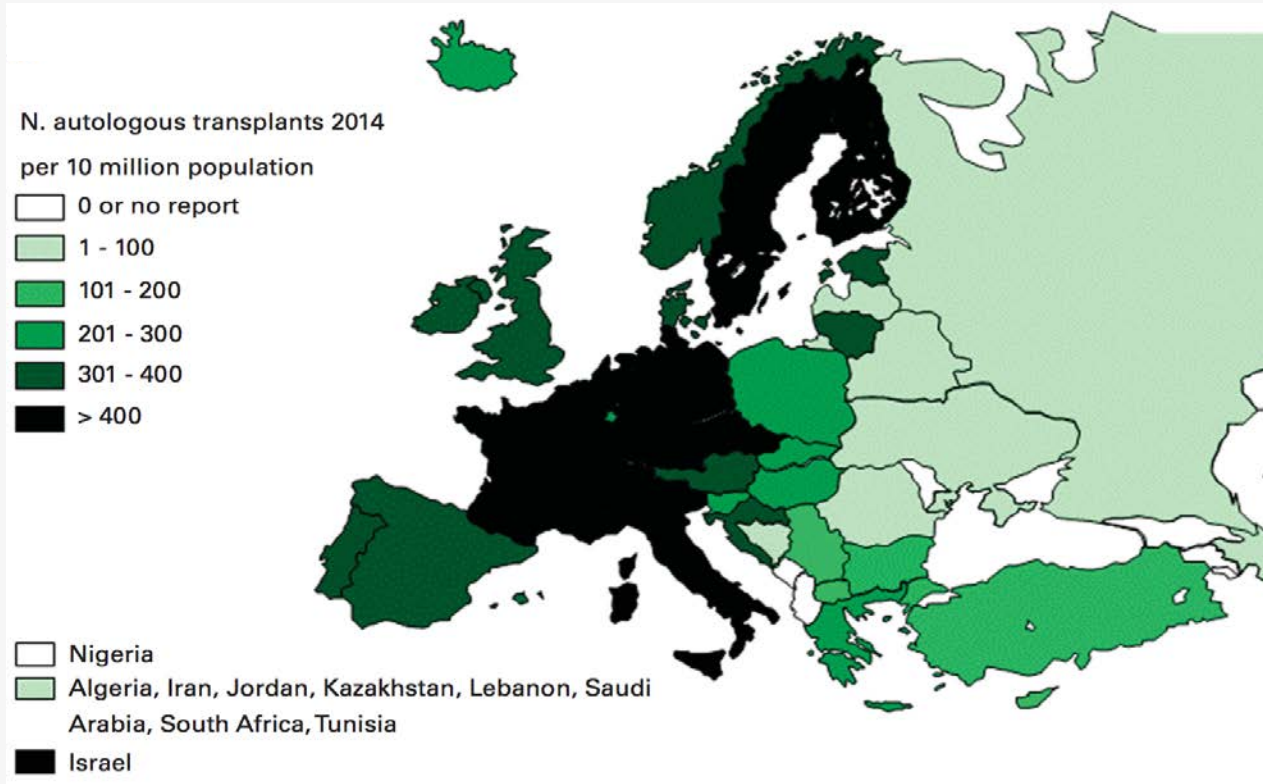 N. autologous transplants 2014
per 10 million population
0 or no report
1 - 100
101 - 200
201 - 300
301 - 400
> 400
Nigeria
Algeria, Iran, Jordan, Kazakhstan, Lebanon, Saudi
Arabia, South Africa, Tunisia
Israel